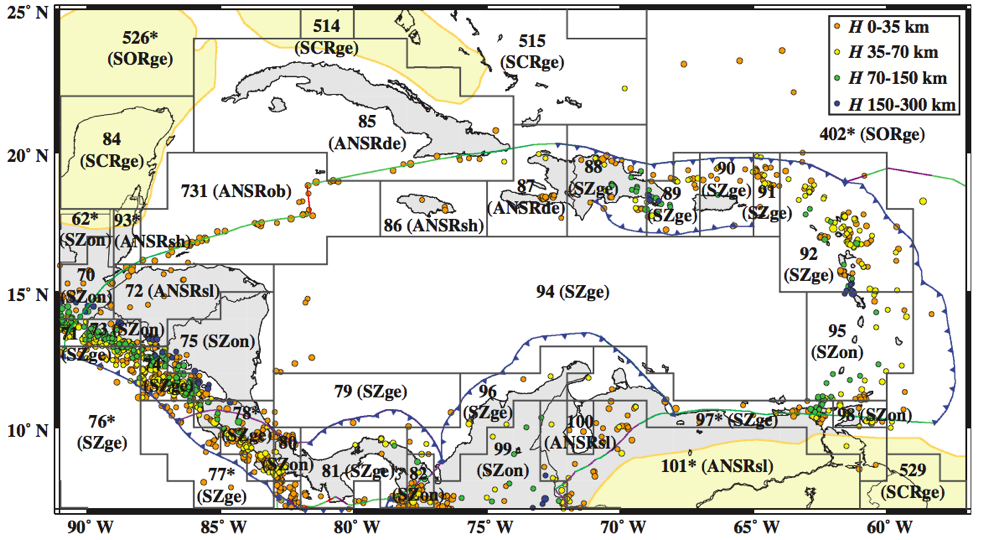 25° N
20° N
15° N
10° N
90° W
85° W
80° W
75° W
70° W
65° W
60° W
H 0-35 km
H 35-70 km
H 70-150 km
H 150-300 km
526*
(SORge)
514
(SCRge)
515
(SCRge)
402* (SORge)
84
(SCRge)
85
(ANSRde)
731 (ANSRob)
87
(ANSRde)
86 (ANSRsh)
88
(SZge)
89
(SZge)
90
(SZge)
91
(SZge)
92
(SZge)
62*
(SZon)
93*
(ANSRsh)
70
(SZon)
72 (ANSRsl)
94 (SZge)
71
(SZge)
73 (SZon)
75 (SZon)
74
(SZge)
95
(SZon)
79 (SZge)
96
(SZge)
76*
(SZge)
78*
(SZge)
80
(SZon)
77*
(SZge)
81 (SZge)*
82
(SZon)
99
(SZon)
100
(ANSRsl)
97* (SZge)
98 (SZon)
101* (ANSRsl)
529
(SCRge)